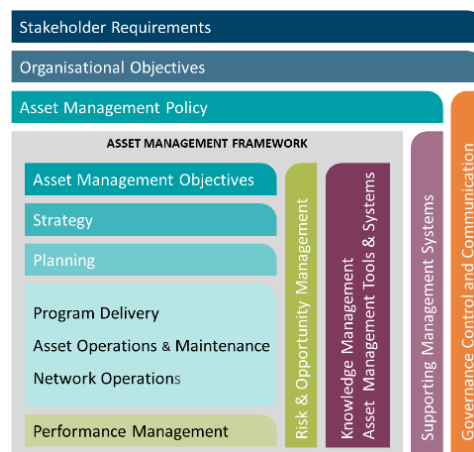 Stakeholder Requirements
Organisational Objectives
Asset Management Policy
ASSET MANAGEMENT FRAMEWORK
Asset Management Objectives
Strategy
Planning
Program Delivery
Asset Operations & Maintenance
Network Operations
Performance Management
Risk & Opportunity Management
Knowledge Management
Asset Management Tools & Systems
Supporting Management Systems
Governance Control and Communication